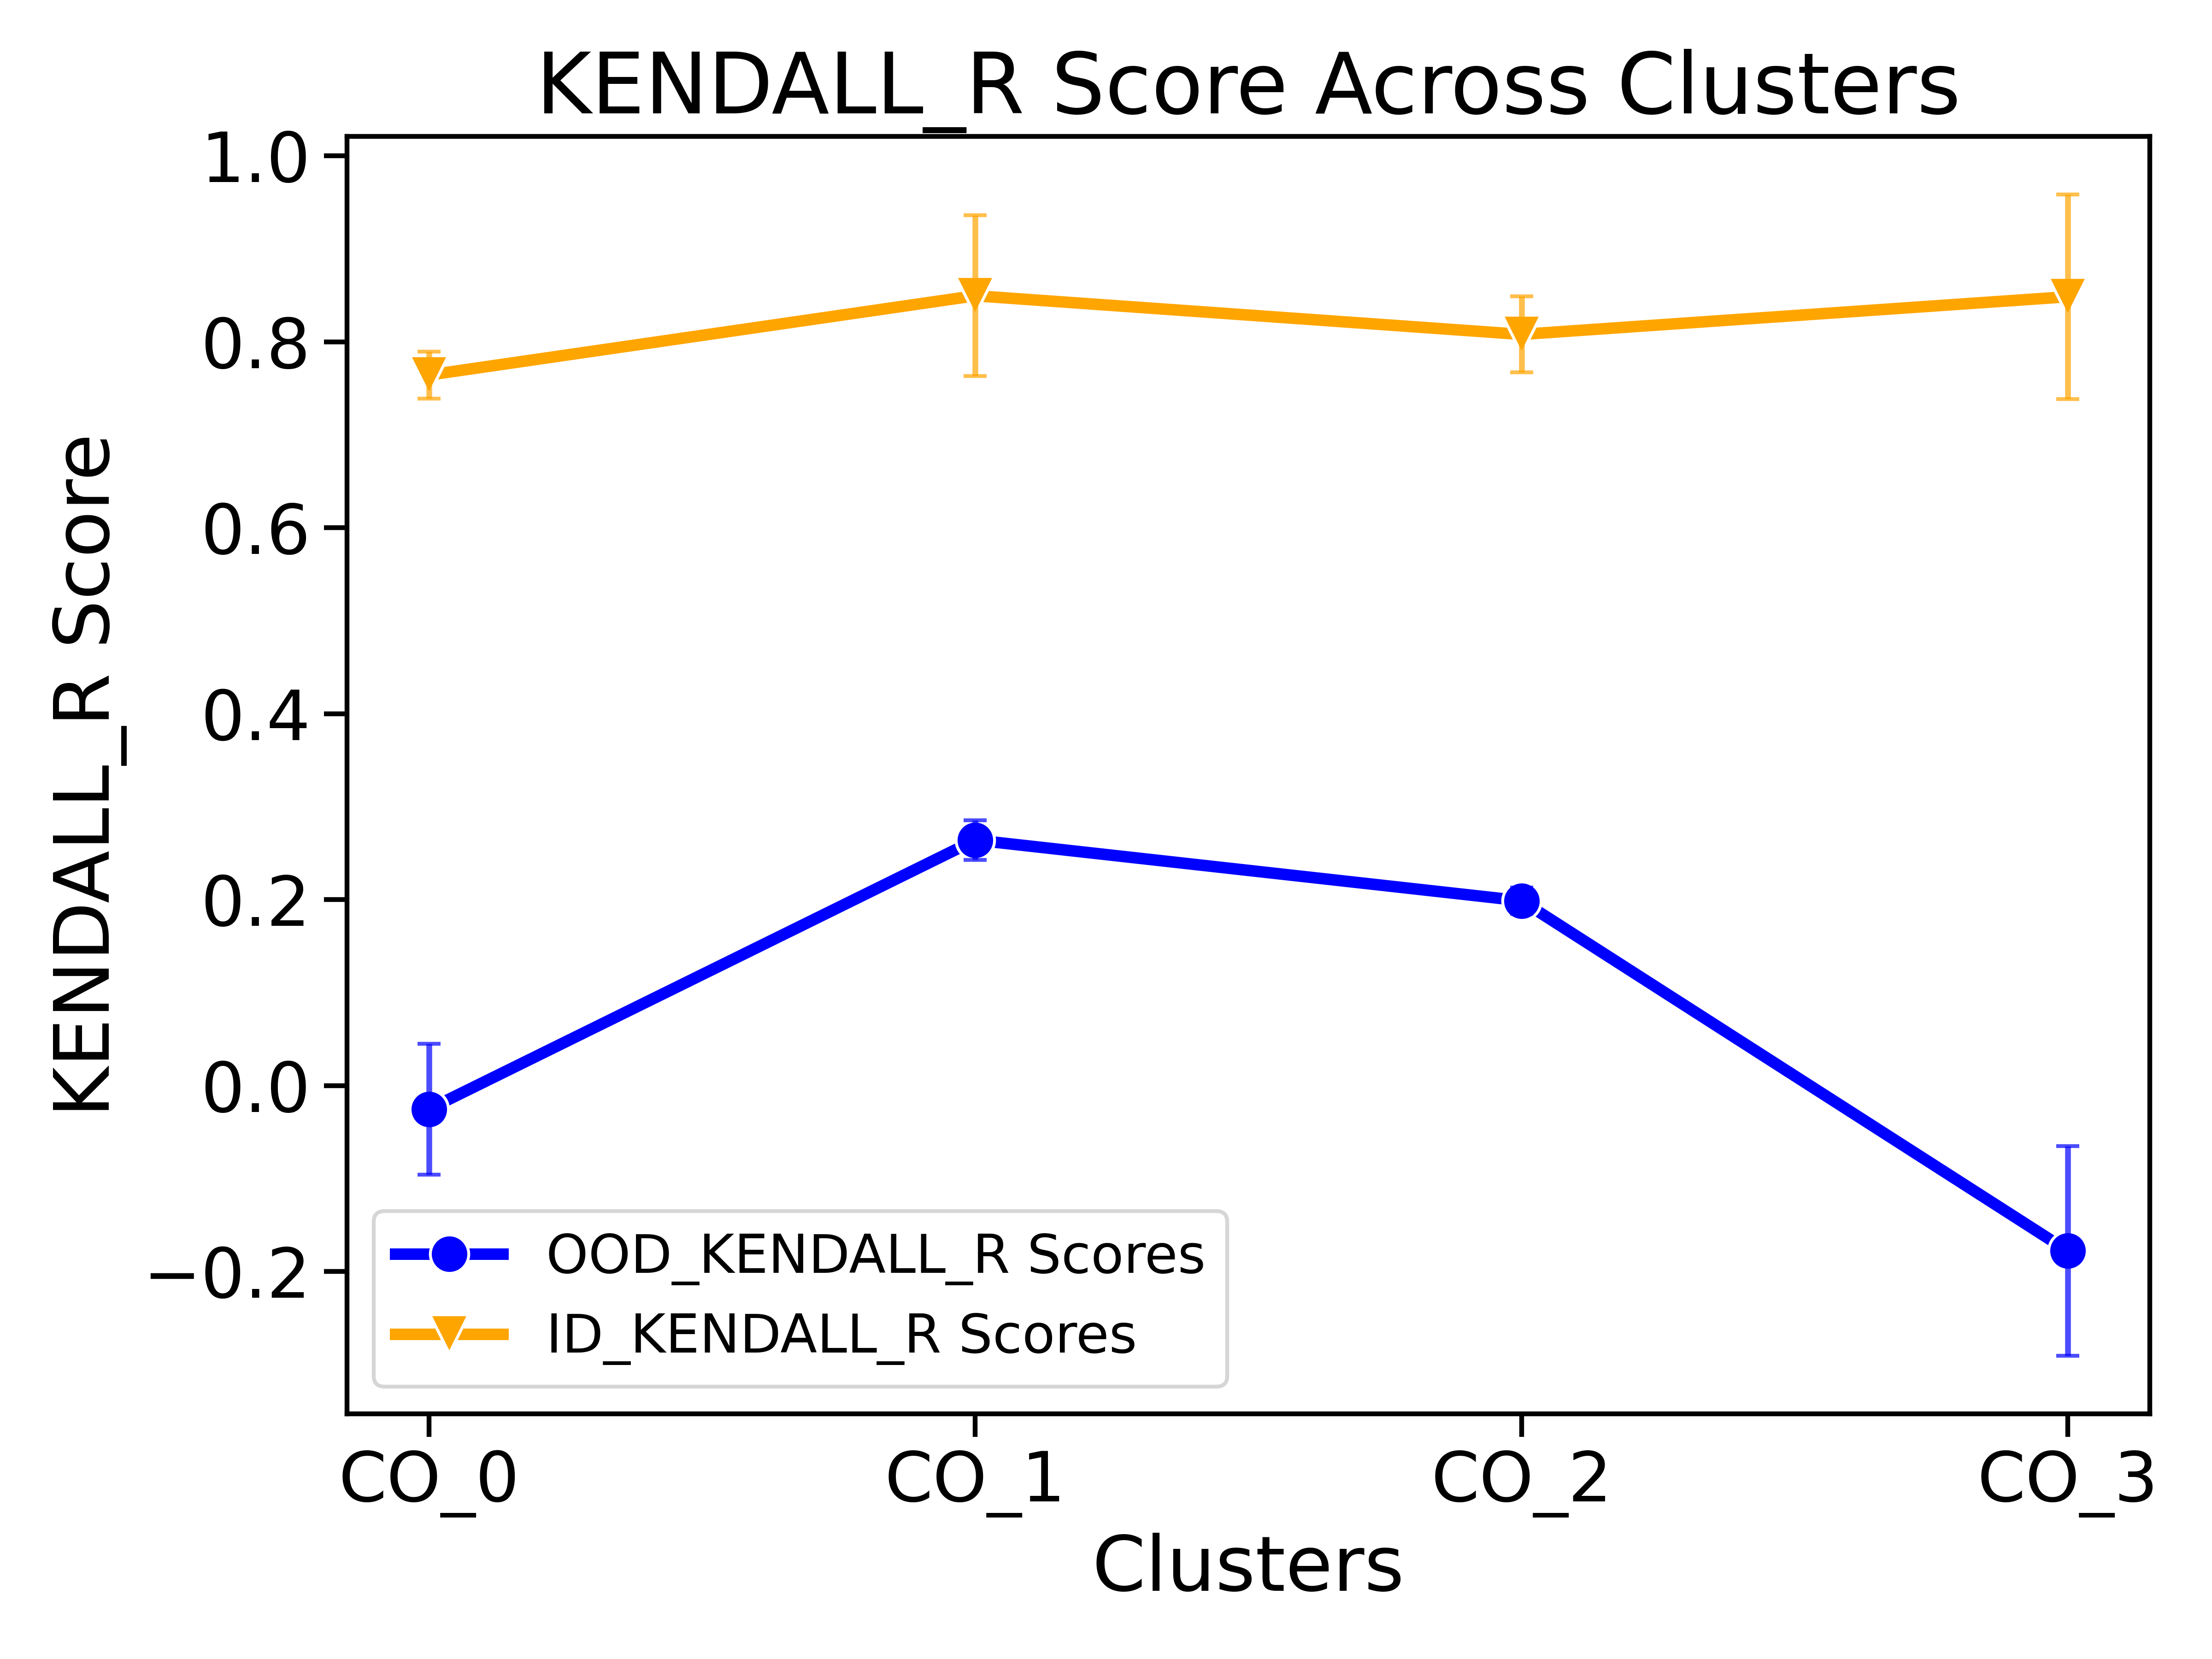 KENDALL_R Score Across Clusters
KENDALL_R Score
1.0
0.8
0.6
0.4
0.2
0.0
−0.2
OOD_KENDALL_R Scores
ID_KENDALL_R Scores
CO_0
CO_1
CO_2
CO_3
Clusters